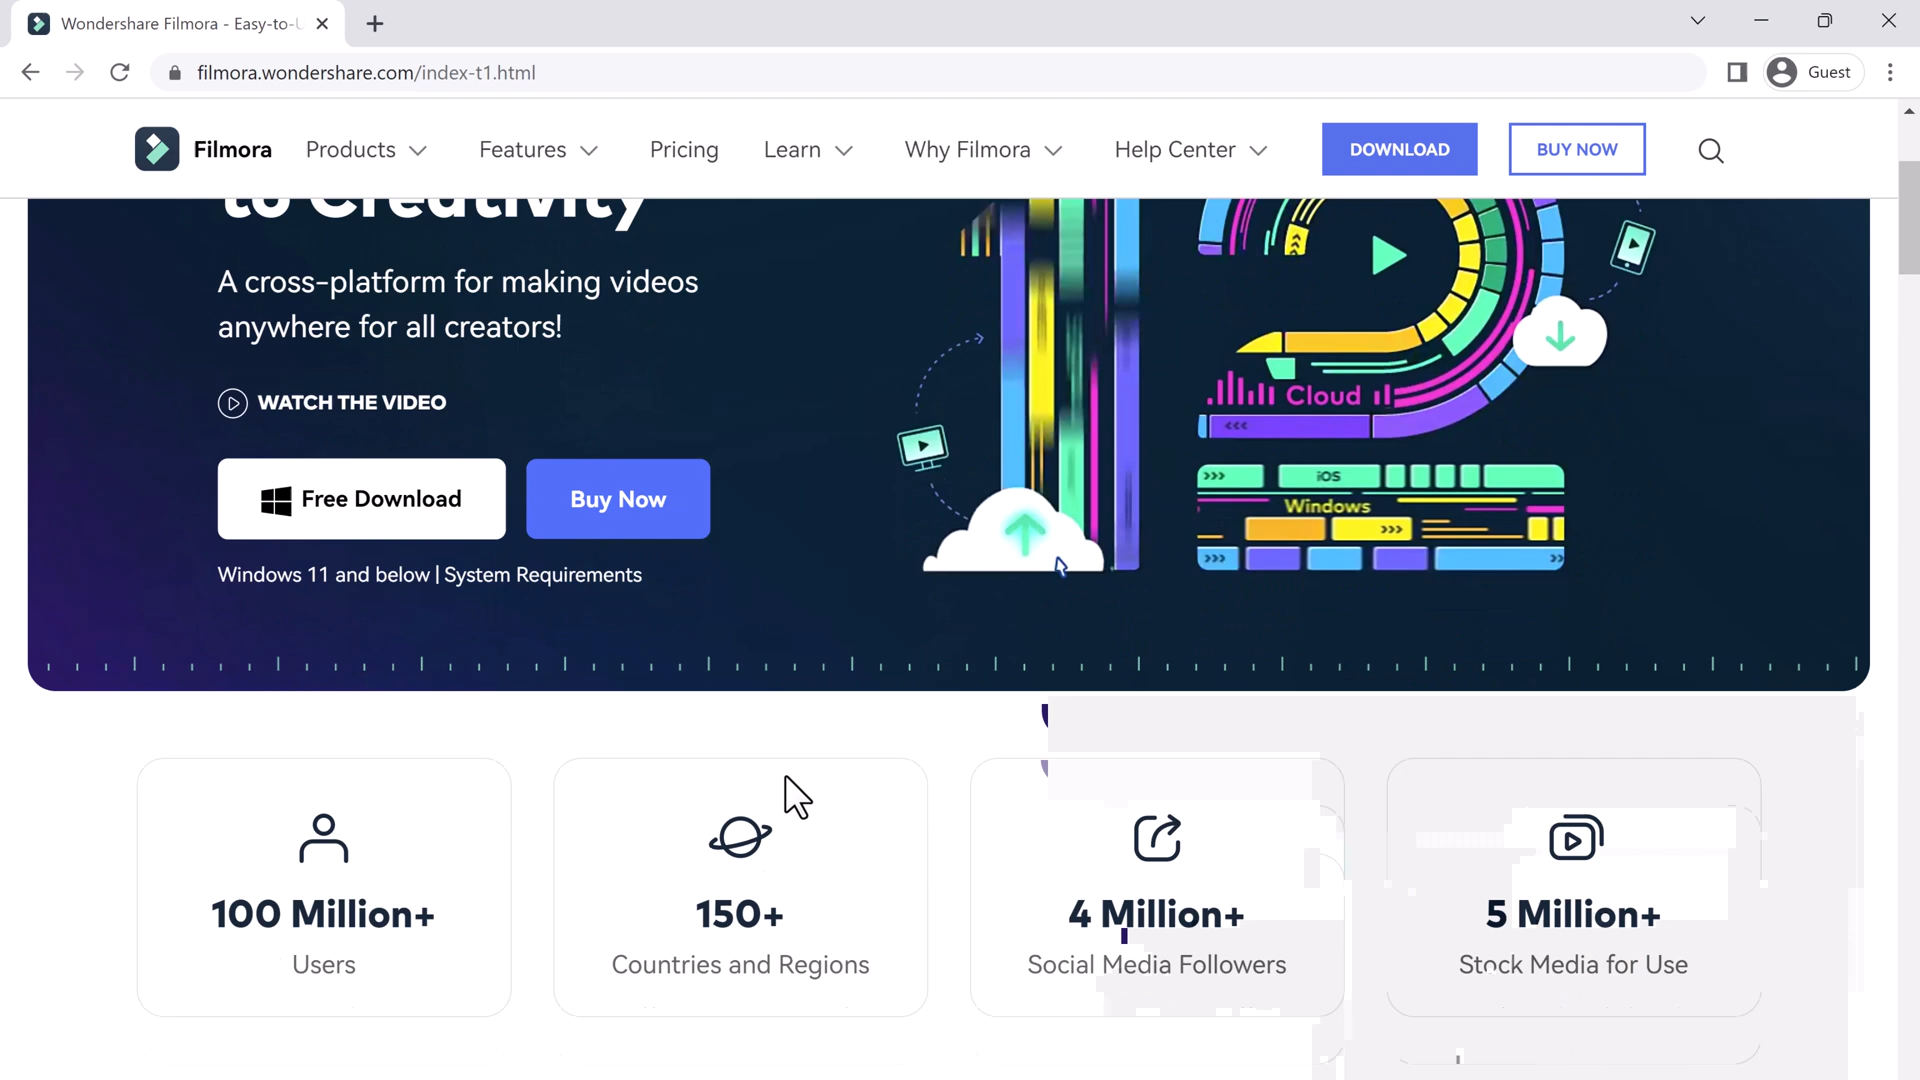 Wondershare Filmora - Easy-to-U
filmora.wondershare.com/index-t1.html
Guest
Filmora
Products
Features
Pricing
Learn
Why Filmora
Help Center
DOWNLOAD
BUY NOW
to Creativity
A cross-platform for making videos
anywhere for all creators!
WATCH THE VIDEO
Free Download
Buy Now
Windows 11 and below | System Requirements
Cloud
<<<
>>> iOS
Windows
>>>
>>> >>
100 Million+
Users
150+
Countries and Regions
4 Million+
Social Media Followers
5 Million+
Stock Media for Use